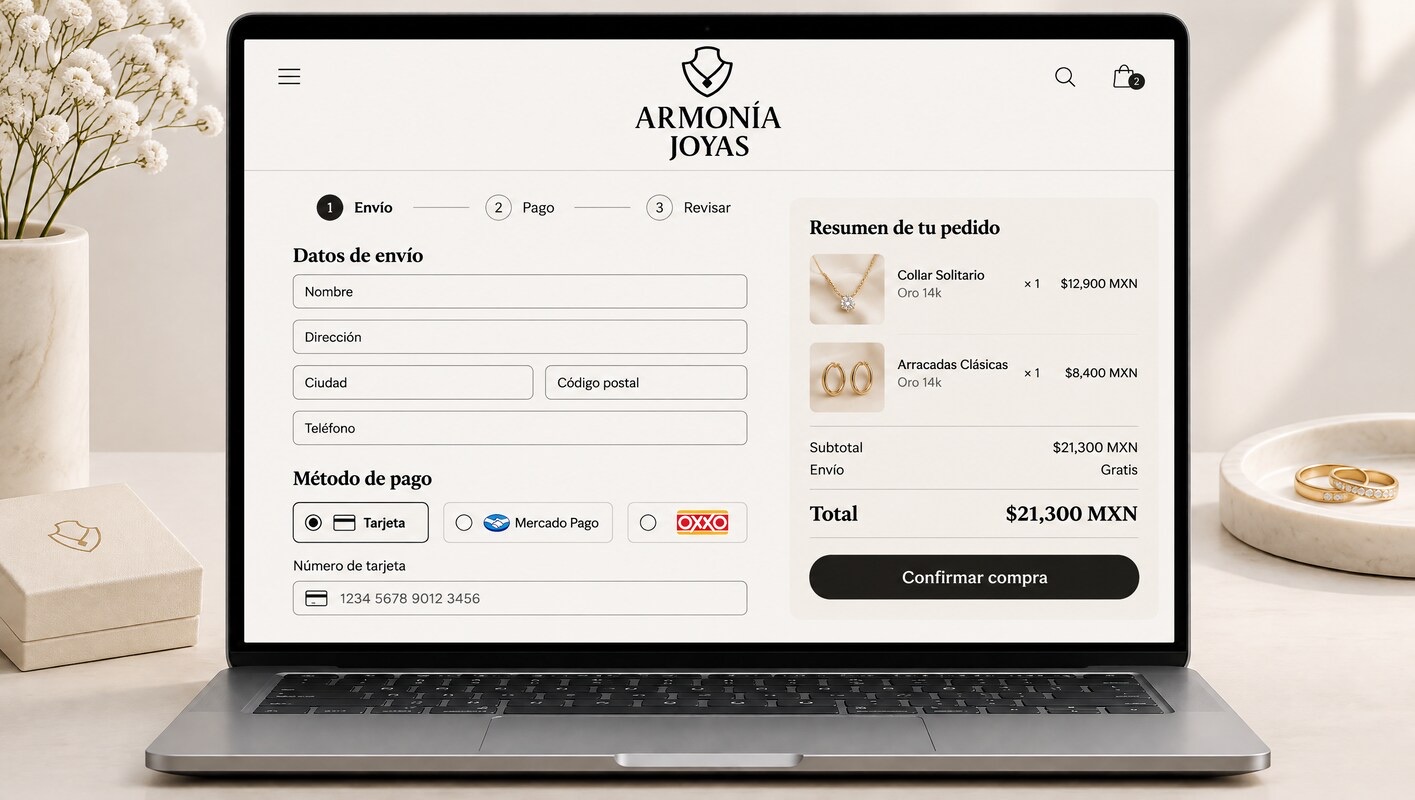 ARMONÍA
JOYAS
2
1 Envío
2 Pago
3 Revisar
Datos de envío
Nombre
Dirección
Ciudad
Código postal
Teléfono
Método de pago
Tarjeta
Mercado Pago
OXXO
Número de tarjeta
1234 5678 9012 3456
Resumen de tu pedido
Collar Solitario
Oro 14k
× 1
$12,900 MXN
Arracadas Clásicas
Oro 14k
× 1
$8,400 MXN
Subtotal
$21,300 MXN
Envío
Gratis
Total
$21,300 MXN
Confirmar compra